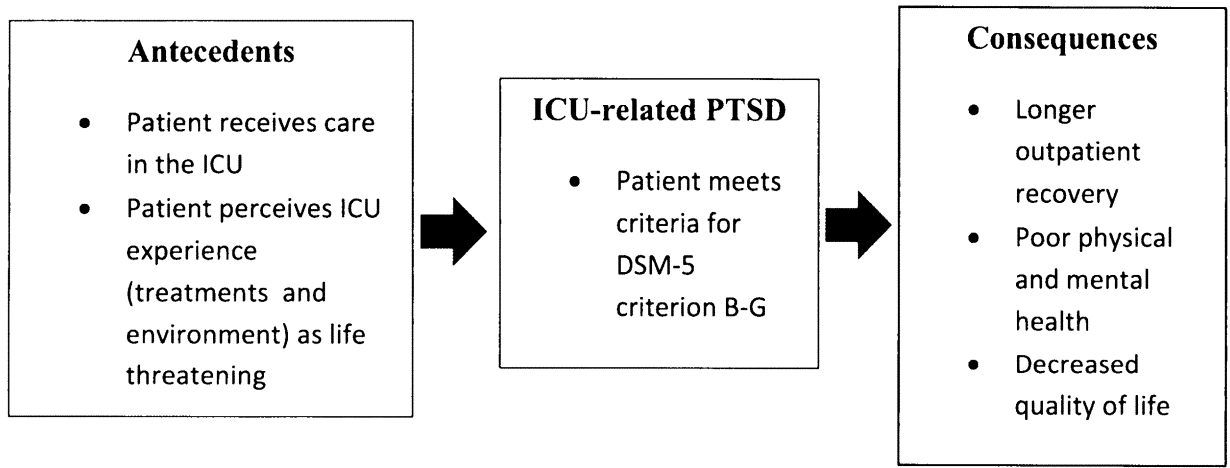 Antecedents
• Patient receives care
in the ICU
• Patient perceives ICU
experience
(treatments and
environment) as life
threatening
ICU-related PTSD
• Patient meets
criteria for
DSM-5
criterion B-G
Consequences
• Longer
outpatient
recovery
• Poor physical
and mental
health
• Decreased
quality of life